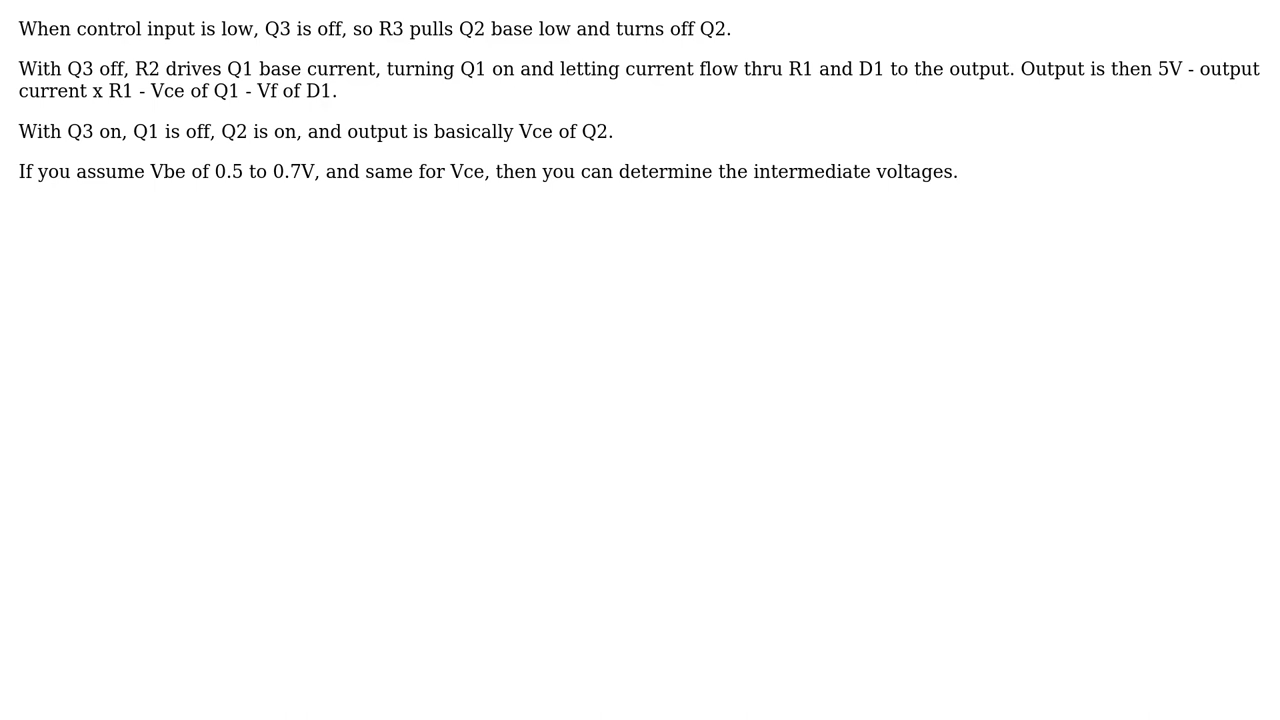 When control input is low, Q3 is off, so R3 pulls Q2 base low and turns off Q2.
With Q3 off, R2 drives Q1 base current, turning Q1 on and letting current flow thru R1 and D1 to the output. Output is then 5V - output
current x R1 - Vce of Q1 - Vf of D1.
With Q3 on, Q1 is off, Q2 is on, and output is basically Vce of Q2.
If you assume Vbe of 0.5 to 0.7V, and same for Vce, then you can determine the intermediate voltages.